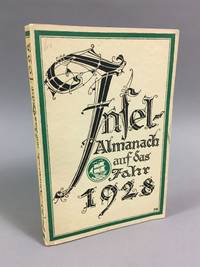 Insel-
Almanach
auf das
Jahr
1928